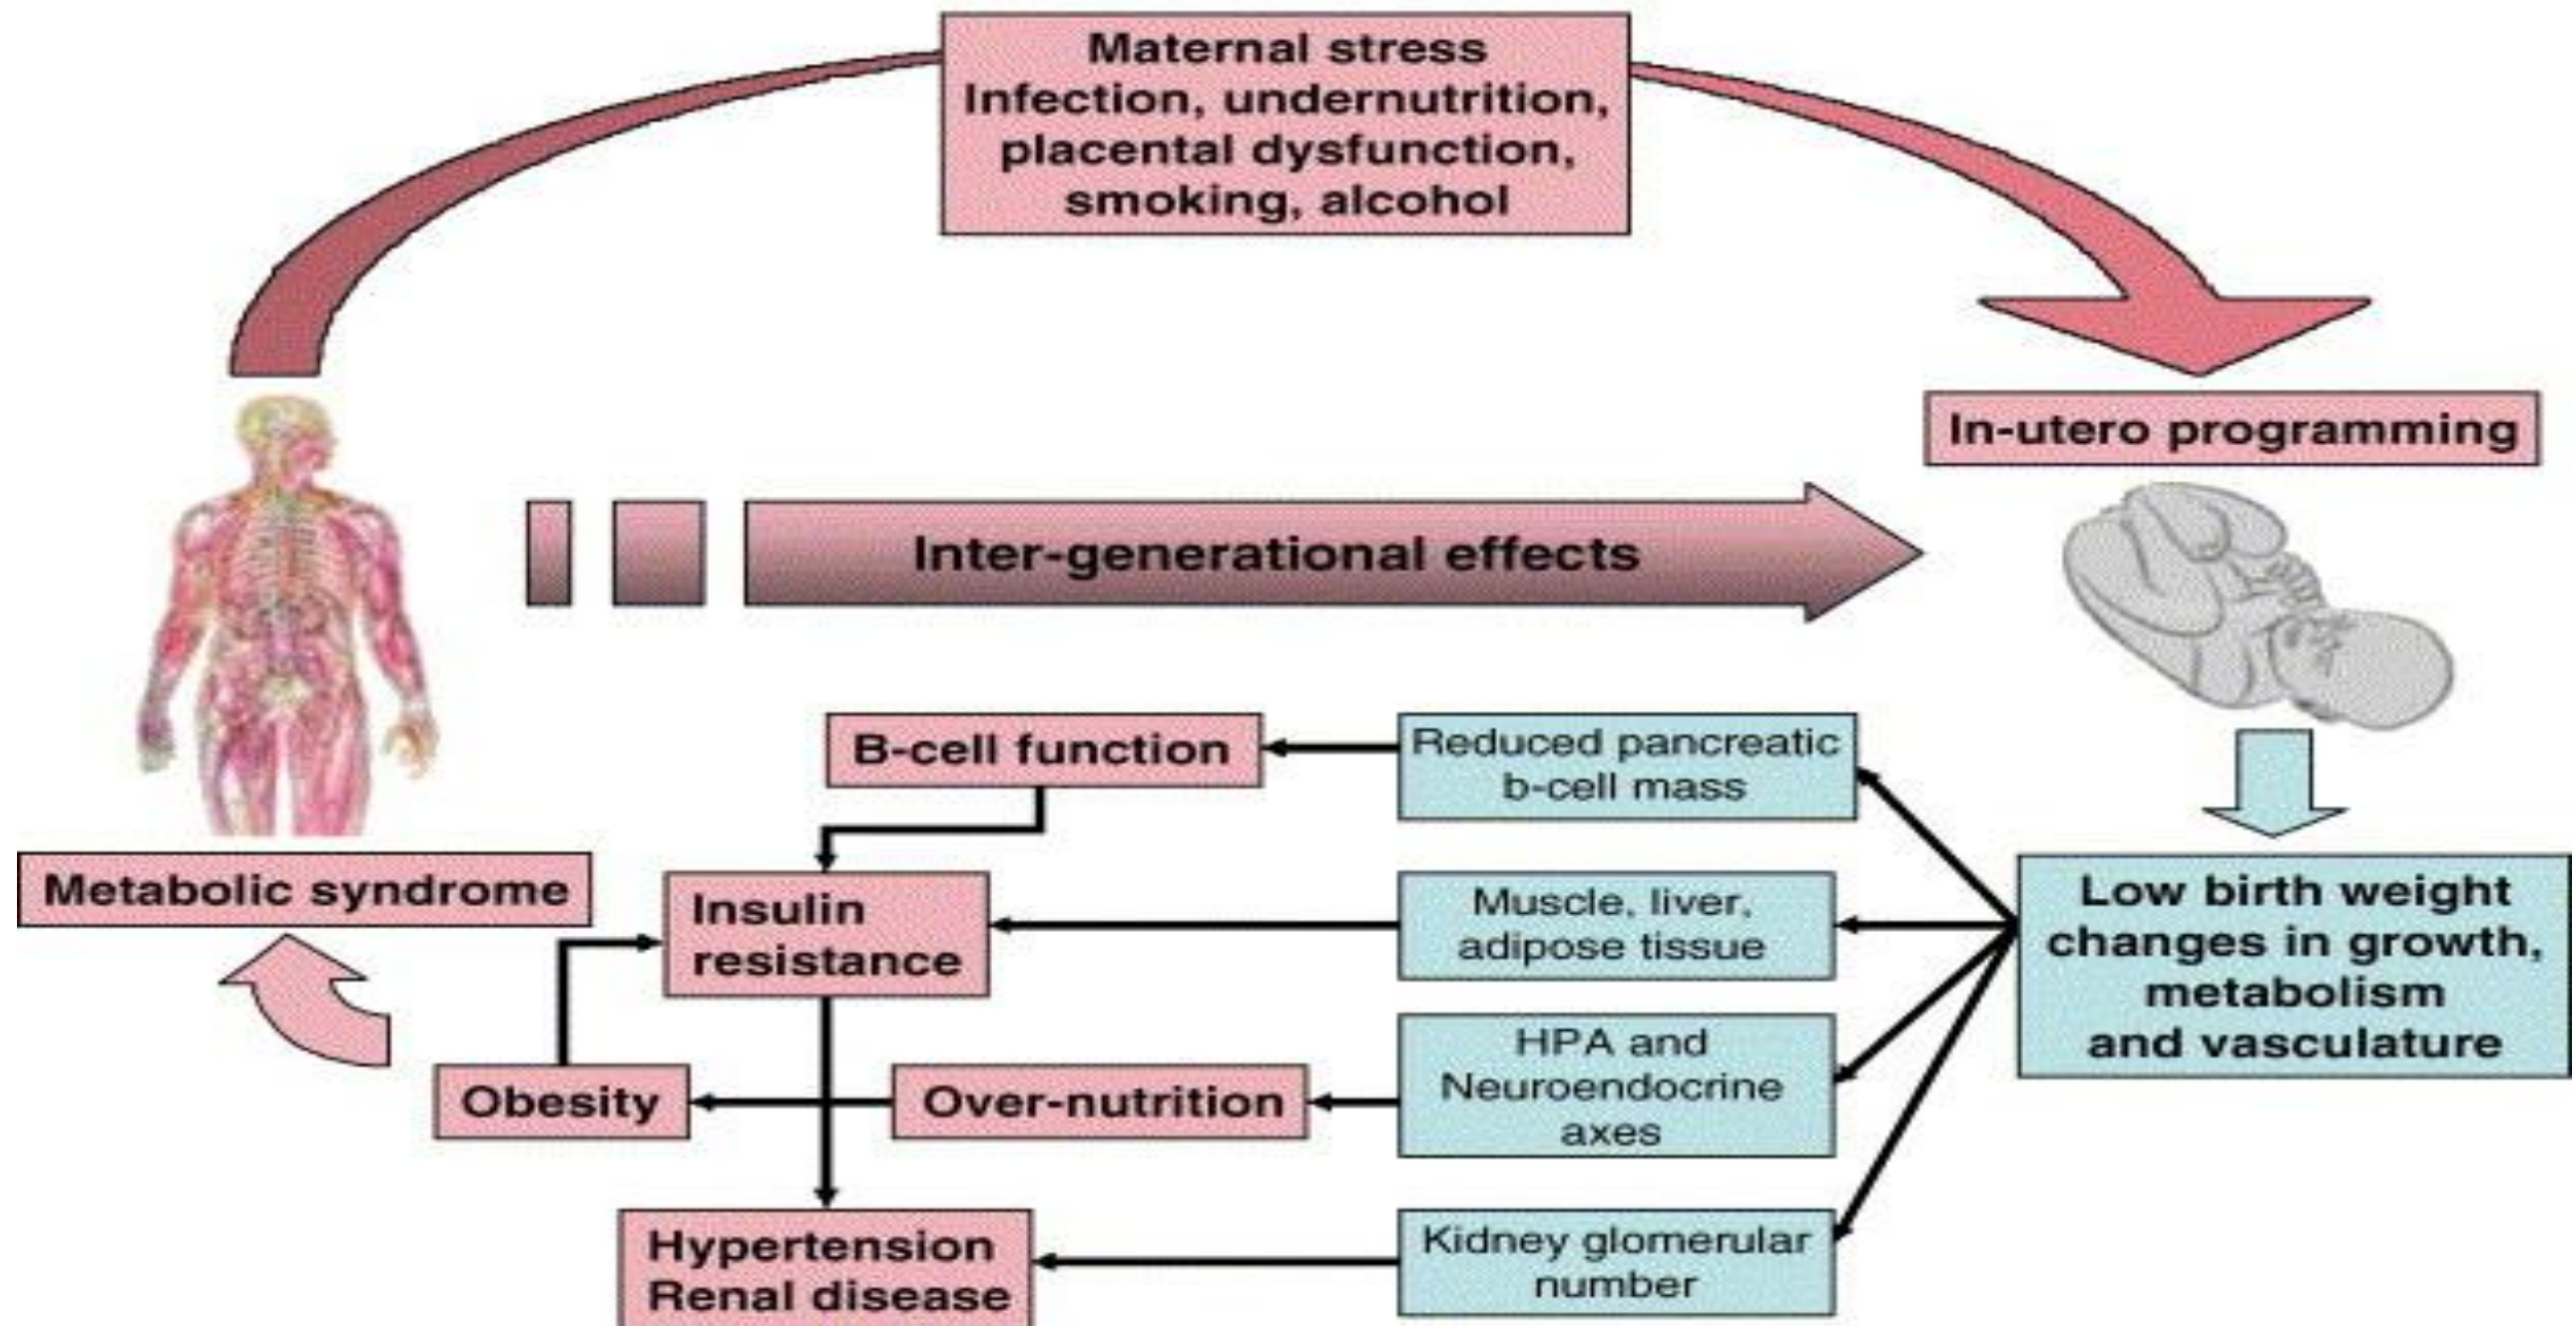 Maternal stress
Infection, undernutrition,
placental dysfunction,
smoking, alcohol
In-utero programming
Inter-generational effects
B-cell function
Reduced pancreatic
b-cell mass
Metabolic syndrome
Insulin
resistance
Muscle, liver,
adipose tissue
Low birth weight
changes in growth,
metabolism
and vasculature
Obesity
Over-nutrition
HPA and
Neuroendocrine
axes
Hypertension
Renal disease
Kidney glomerular
number